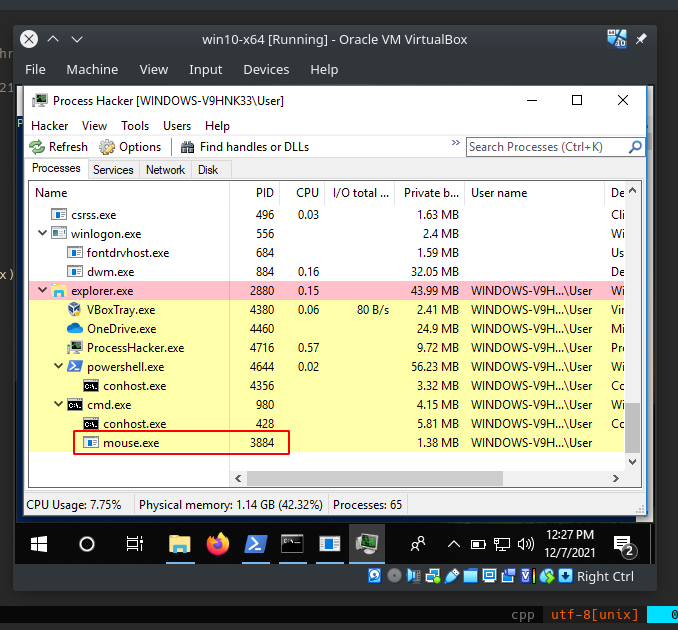 win10-x64 [Running] - Oracle VM VirtualBox
File Machine View Input Devices Help
Process Hacker [WINDOWS-V9HNK33\User]
Hacker View Tools Users Help
Refresh Options Find handles or DLLs » Search Processes (Ctrl+K)
Processes Services Network Disk
Name PID CPU I/O total ... Private b... User name De
csrss.exe 496 0.03 1.63 MB Cli
winlogon.exe 556 2.4 MB Wi
fontdrvhost.exe 684 1.59 MB Us
dwm.exe 884 0.16 32.05 MB De
explorer.exe 2880 0.15 43.99 MB WINDOWS-V9H...\User Wi
VBoxTray.exe 4380 0.06 80 B/s 2.41 MB WINDOWS-V9H...\User Vir
OneDrive.exe 4460 24.9 MB WINDOWS-V9H...\User Mi
ProcessHacker.exe 4716 0.57 9.72 MB WINDOWS-V9H...\User Pr
powershell.exe 4644 0.02 56.23 MB WINDOWS-V9H...\User Wi
conhost.exe 4356 3.32 MB WINDOWS-V9H...\User Cc
cmd.exe 980 4.15 MB WINDOWS-V9H...\User Wi
conhost.exe 428 5.81 MB WINDOWS-V9H...\User Cc
mouse.exe 3884 1.38 MB WINDOWS-V9H...\User
CPU Usage: 7.75% Physical memory: 1.14 GB (42.32%) Processes: 65
12:27 PM
12/7/2021
2
Right Ctrl
cpp utf-8[unix]